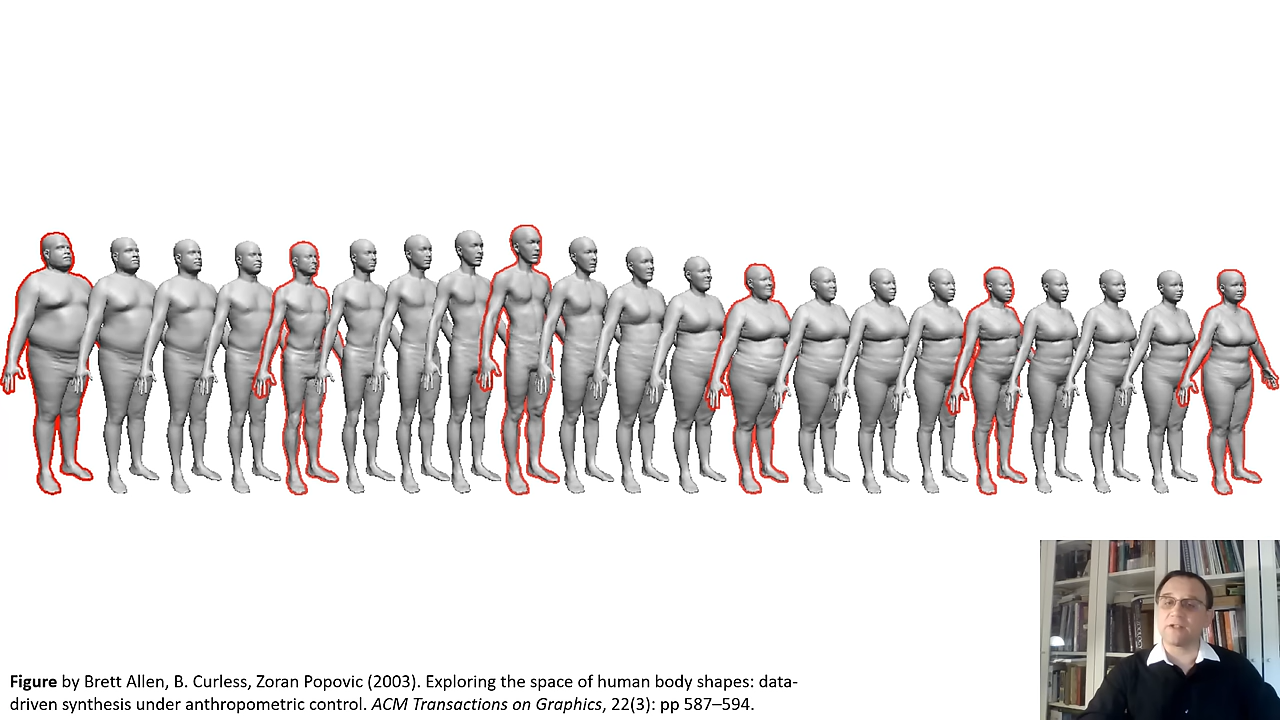 Figure by Brett Allen, B. Curless, Zoran Popovic (2003). Exploring the space of human body shapes: data-
driven synthesis under anthropometric control. ACM Transactions on Graphics, 22(3): pp 587–594.